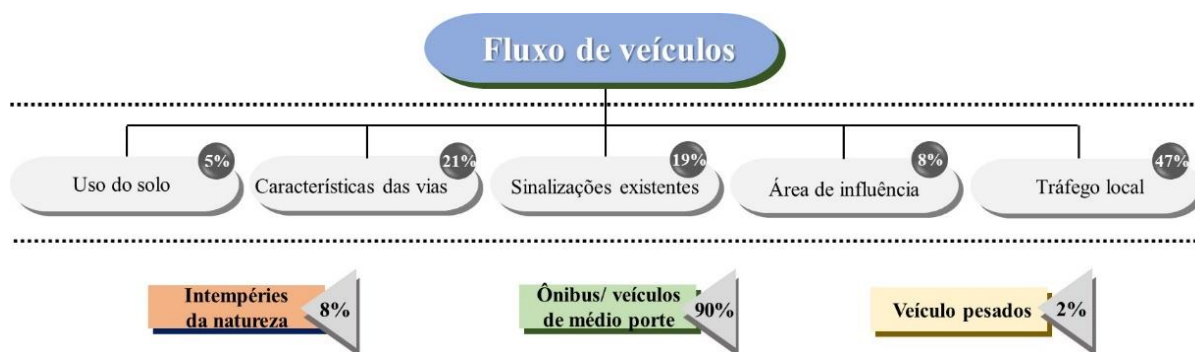 Fluxo de veículos
5%
21%
19%
8%
47%
Uso do solo
Características das vias
Sinalizações existentes
Área de influência
Tráfego local
Intempéries
da natureza
8%
Ônibus/ veículos
de médio porte
90%
Veículo pesados
2%